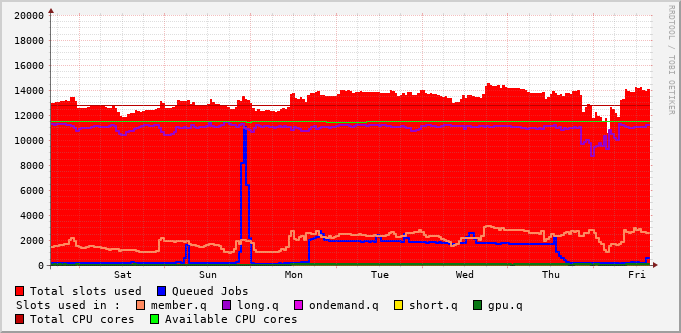 RRDTOOL / TOBI OETIKER
20000
18000
16000
14000
12000
10000
8000
6000
4000
2000
0
Sat Sun Mon Tue Wed Thu Fri
Total slots used Queued Jobs
Slots used in : member.q long.q ondemand.q short.q gpu.q
Total CPU cores Available CPU cores